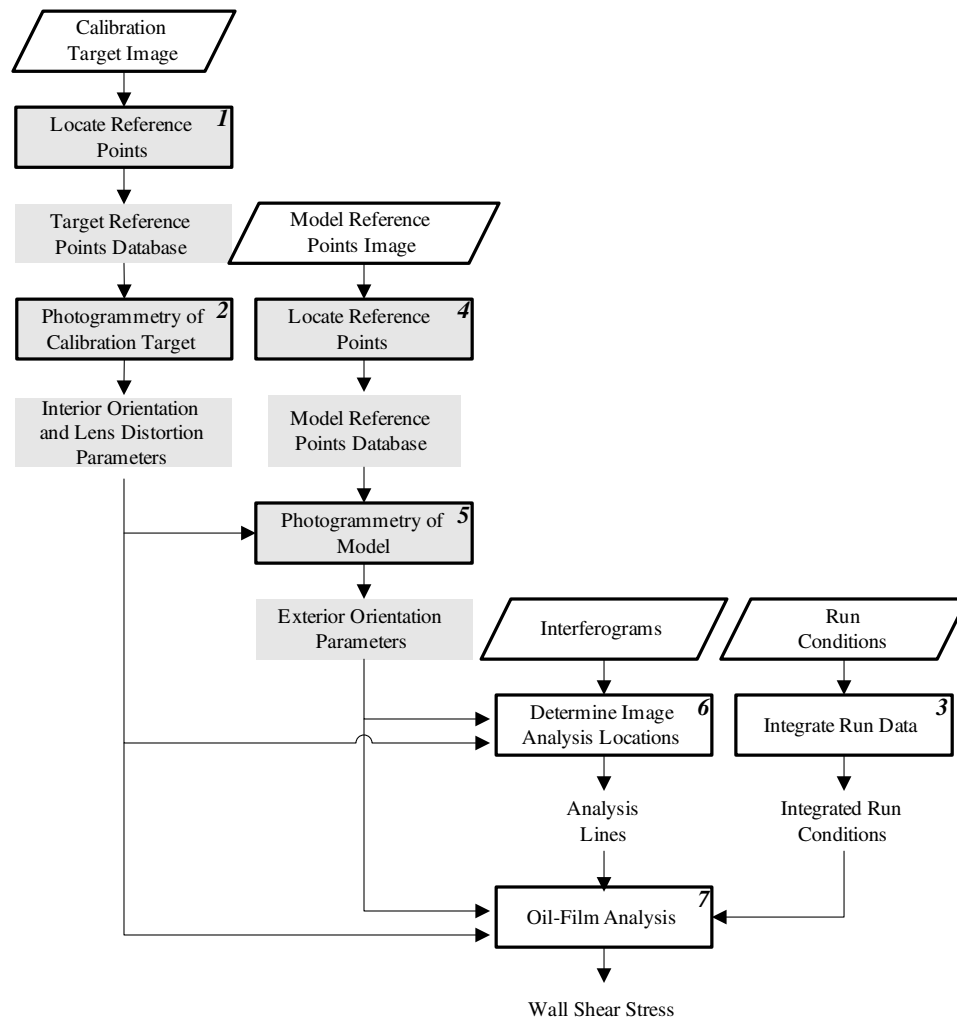 Calibration
Target Image
1
Locate Reference
Points
Target Reference
Points Database
2
Photogrammetry of
Calibration Target
Interior Orientation
and Lens Distortion
Parameters
Model Reference
Points Image
4
Locate Reference
Points
Model Reference
Points Database
5
Photogrammetry of
Model
Exterior Orientation
Parameters
Interferograms
6
Determine Image
Analysis Locations
Analysis
Lines
Run
Conditions
3
Integrate Run Data
Integrated Run
Conditions
7
Oil-Film Analysis
Wall Shear Stress